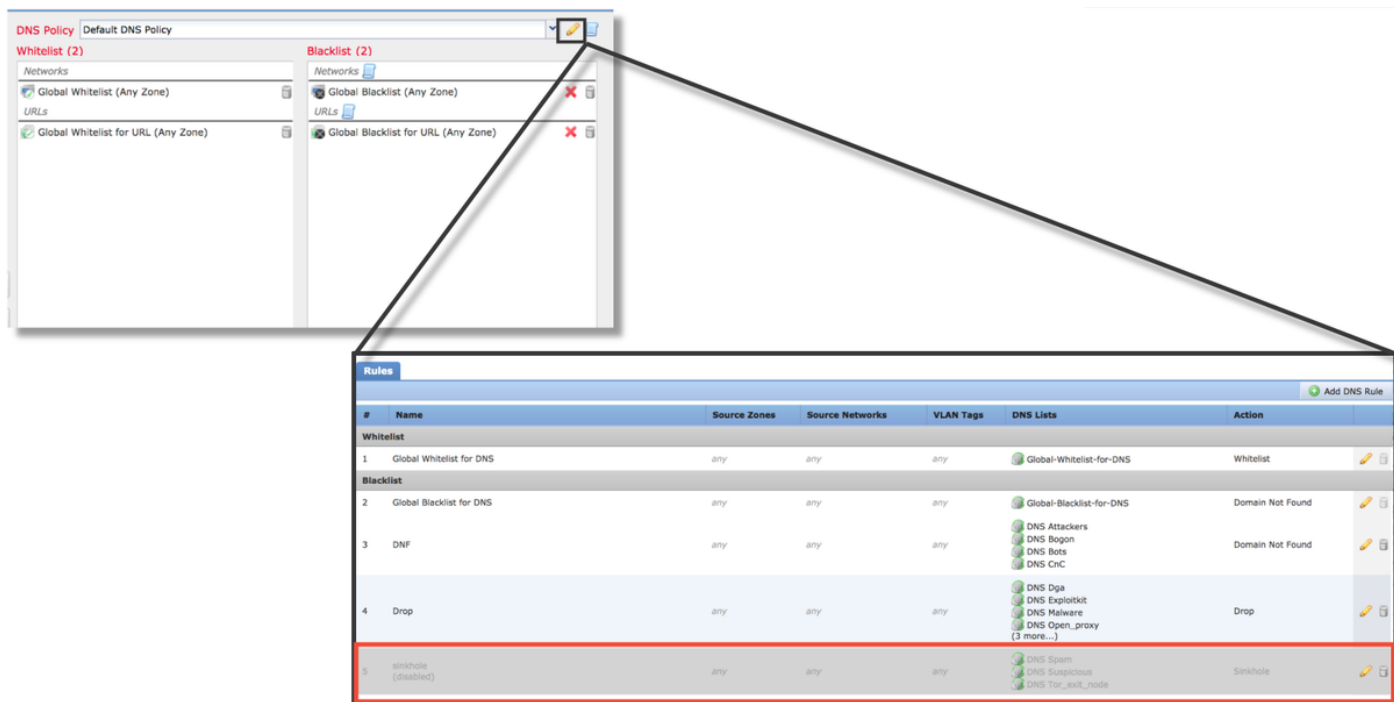 DNS Policy Default DNS Policy
Whitelist (2) Blacklist (2)
Networks Networks
Global Whitelist (Any Zone) Global Blacklist (Any Zone)
URLs URLs
Global Whitelist for URL (Any Zone) Global Blacklist for URL (Any Zone)
Rules
Add DNS Rule
# Name Source Zones Source Networks VLAN Tags DNS Lists Action
Whitelist
1 Global Whitelist for DNS any any any Global-Whitelist-for-DNS Whitelist
Blacklist
2 Global Blacklist for DNS any any any Global-Blacklist-for-DNS Domain Not Found
DNS Attackers
DNS Bogon
3 DNF any any any DNS Bots Domain Not Found
DNS CnC
DNS Dga
DNS Exploitkit
4 Drop any any any DNS Malware Drop
DNS Open_proxy
(3 more...)
DNS Spam
5 sinkhole any any any DNS Suspicious Sinkhole
(disabled) DNS Tor_exit_node